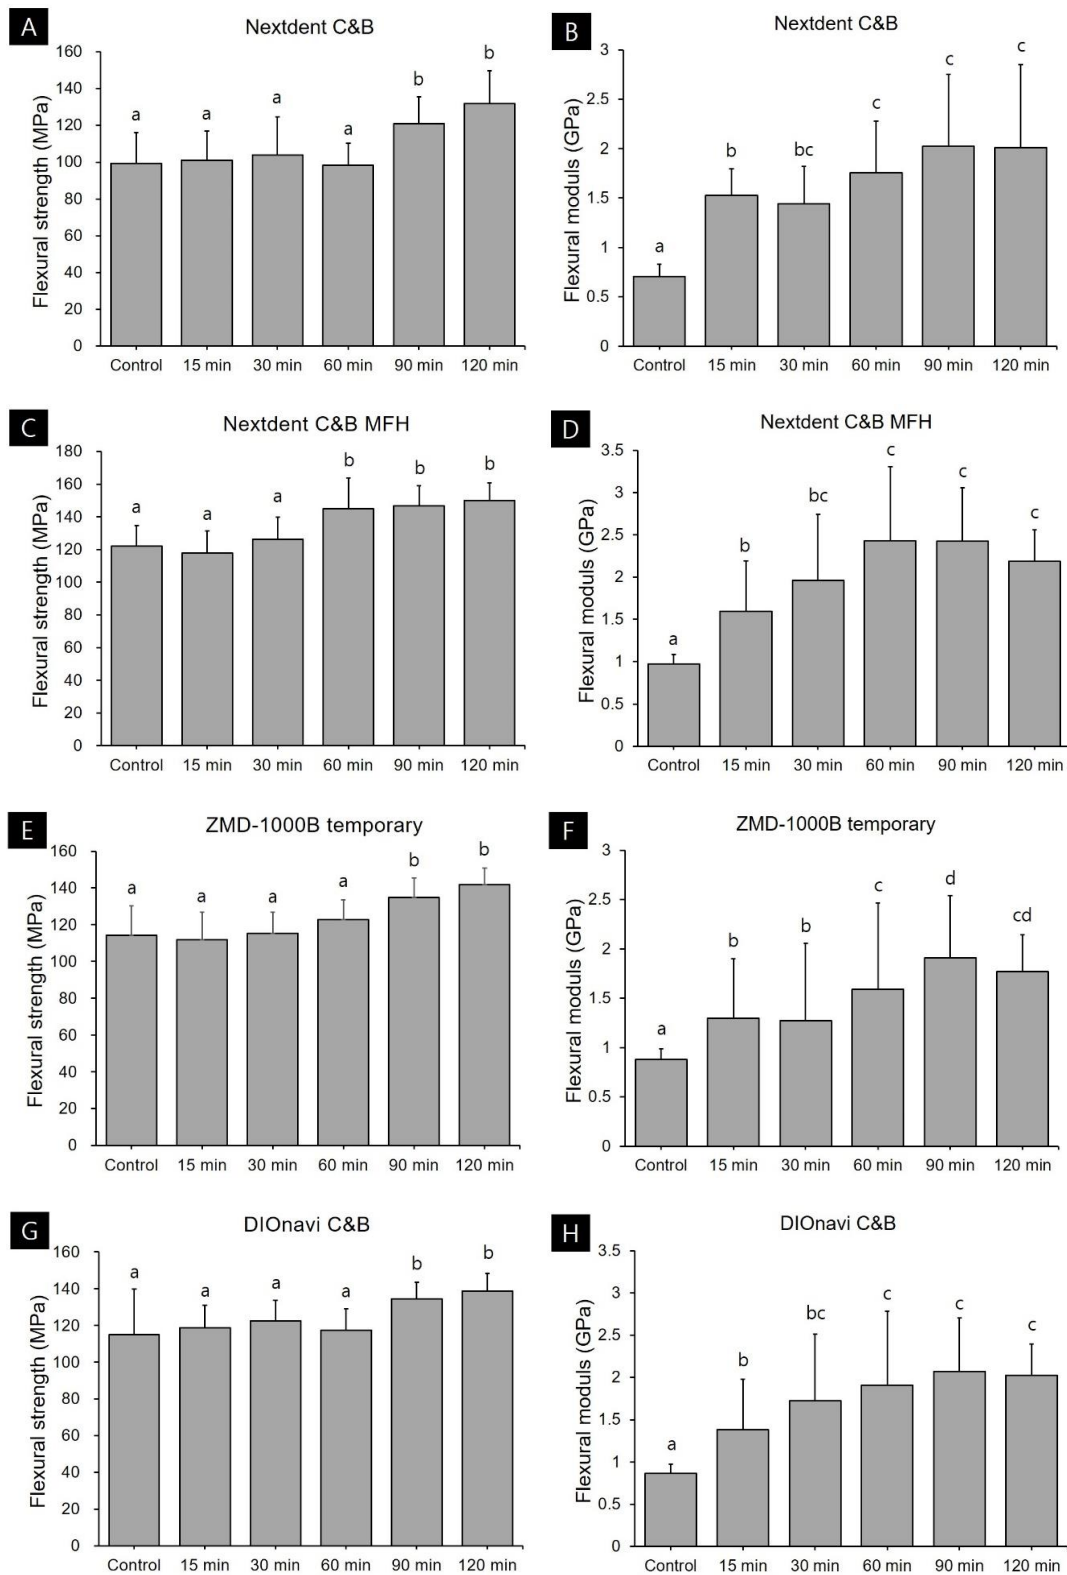 A
Nextdent C&B
Flexural strength (MPa)
160
140
120
100
80
60
40
20
0
a
a
a
a
b
b
Control 15 min 30 min 60 min 90 min 120 min
B
Nextdent C&B
Flexural moduls (GPa)
3
2.5
2
1.5
1
0.5
0
a
b
bc
c
c
c
Control 15 min 30 min 60 min 90 min 120 min
C
Nextdent C&B MFH
Flexural strength (MPa)
180
160
140
120
100
80
60
40
20
0
a
a
a
b
b
b
Control 15 min 30 min 60 min 90 min 120 min
D
Nextdent C&B MFH
Flexural moduls (GPa)
3.5
3
2.5
2
1.5
1
0.5
0
a
b
bc
c
c
c
Control 15 min 30 min 60 min 90 min 120 min
E
ZMD-1000B temporary
Flexural strength (MPa)
160
140
120
100
80
60
40
20
0
a
a
a
a
b
b
Control 15 min 30 min 60 min 90 min 120 min
F
ZMD-1000B temporary
Flexural moduls (GPa)
3
2.5
2
1.5
1
0.5
0
a
b
b
c
d
cd
Control 15 min 30 min 60 min 90 min 120 min
G
DIOnavi C&B
Flexural strength (MPa)
160
140
120
100
80
60
40
20
0
a
a
a
a
b
b
Control 15 min 30 min 60 min 90 min 120 min
H
DIOnavi C&B
Flexural moduls (GPa)
3.5
3
2.5
2
1.5
1
0.5
0
a
b
bc
c
c
c
Control 15 min 30 min 60 min 90 min 120 min